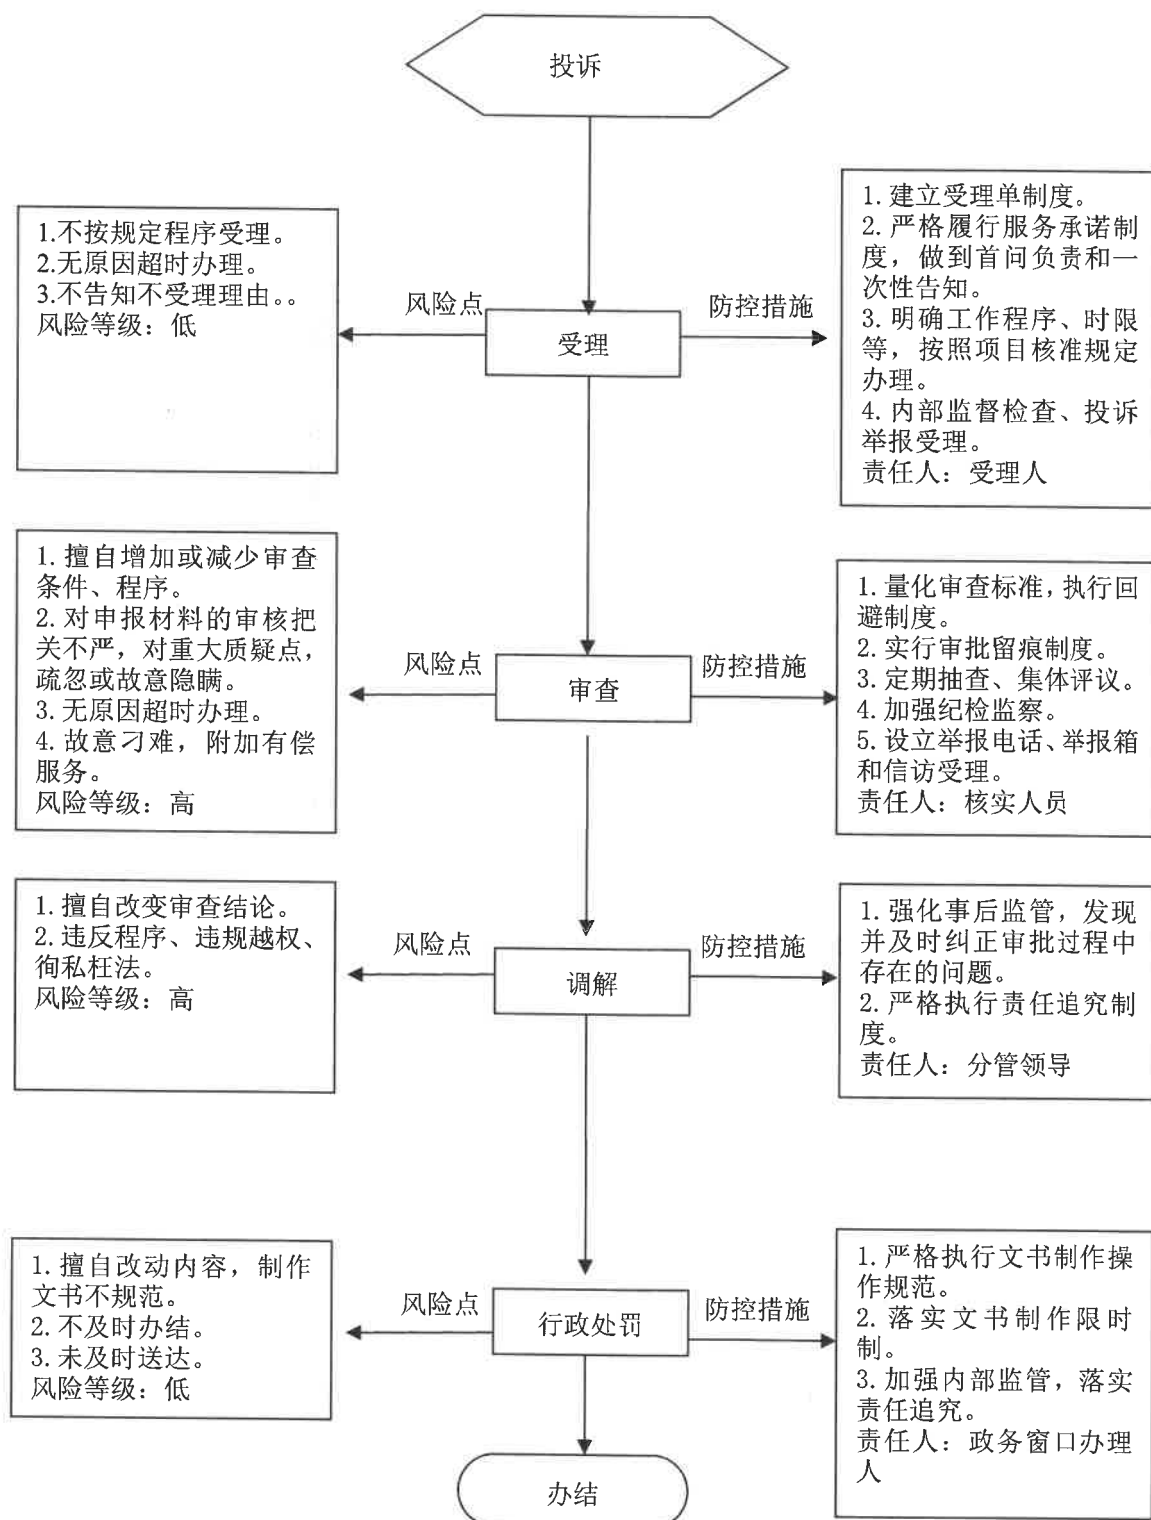 投诉
1.不按规定程序受理。
2.无原因超时办理。
3.不告知不受理理由。。
风险等级：低
风险点
受理
防控措施
1. 建立受理单制度。
2. 严格履行服务承诺制
度，做到首问负责和一
次性告知。
3. 明确工作程序、时限
等，按照项目核准规定
办理。
4. 内部监督检查、投诉
举报受理。
责任人：受理人
1. 擅自增加或减少审查
条件、程序。
2. 对申报材料的审核把
关不严，对重大质疑点，
疏忽或故意隐瞒。
3. 无原因超时办理。
4. 故意刁难，附加有偿
服务。
风险等级：高
风险点
审查
防控措施
1. 量化审查标准，执行回
避制度。
2. 实行审批留痕制度。
3. 定期抽查、集体评议。
4. 加强纪检监察。
5. 设立举报电话、举报箱
和信访受理。
责任人：核实人员
1. 擅自改变审查结论。
2. 违反程序、违规越权、
徇私枉法。
风险等级：高
风险点
调解
防控措施
1. 强化事后监管，发现
并及时纠正审批过程中
存在的问题。
2. 严格执行责任追究制
度。
责任人：分管领导
1. 擅自改动内容，制作
文书不规范。
2. 不及时办结。
3. 未及时送达。
风险等级：低
风险点
行政处罚
防控措施
1. 严格执行文书制作操
作规范。
2. 落实文书制作限时
制。
3. 加强内部监管，落实
责任追究。
责任人：政务窗口办理
人
办结